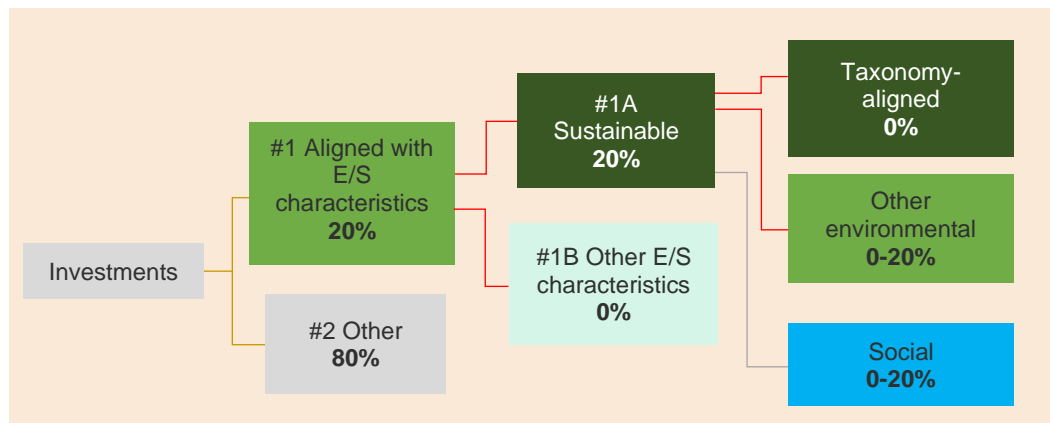 Investments
#1 Aligned with
E/S
characteristics
20%
#2 Other
80%
#1A
Sustainable
20%
#1B Other E/S
characteristics
0%
Taxonomy-
aligned
0%
Other
environmental
0-20%
Social
0-20%